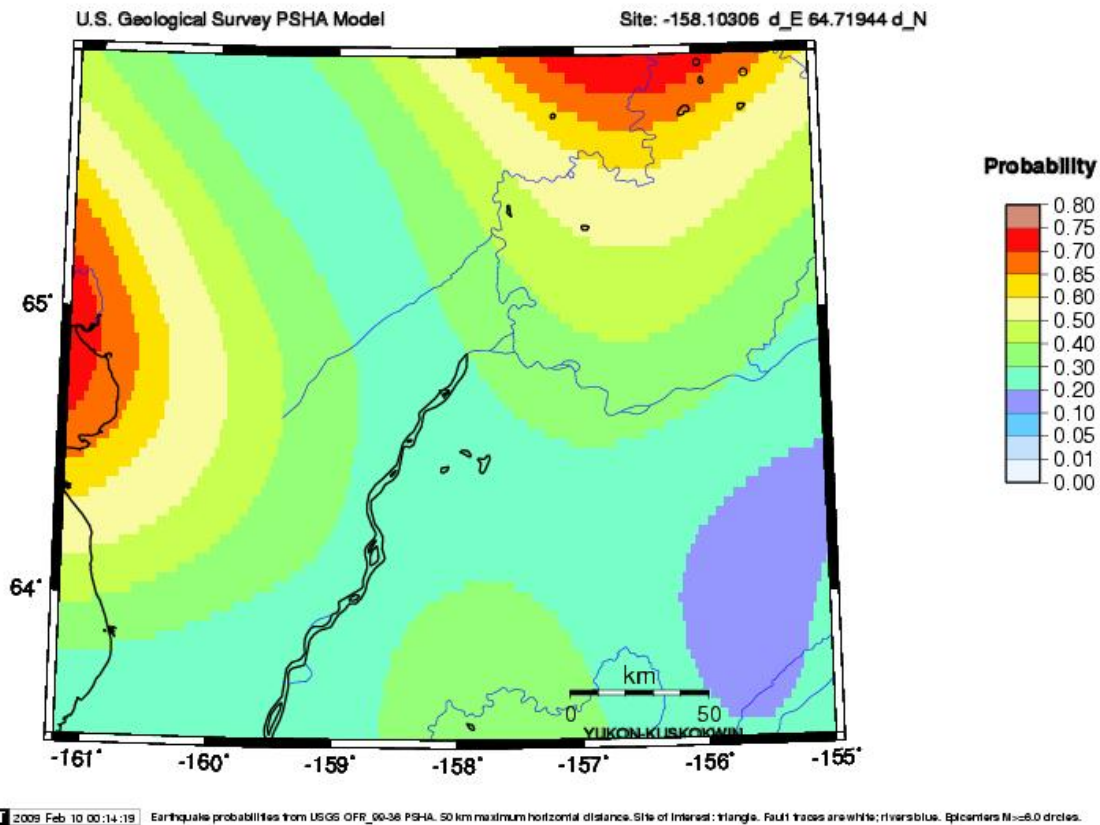 U.S. Geological Survey PSHA Model Site: -158.10306 d_E 64.71944 d_N
Probability
0.80
0.75
0.70
0.65
0.60
0.50
0.40
0.30
0.20
0.10
0.05
0.01
0.00
65°
64°
km
0 50
YUKON-KUSKOKWIN
-161° -160° -159° -158° -157° -156° -155°
T 2009 Feb 10 00:14:19 Earthquake probabilities from USGS OFR_99-36 PSHA. 50 km maximum horizontal distance. Site of interest: triangle. Fault traces are white; rivers blue. Epicenters M>=6.0 circles.